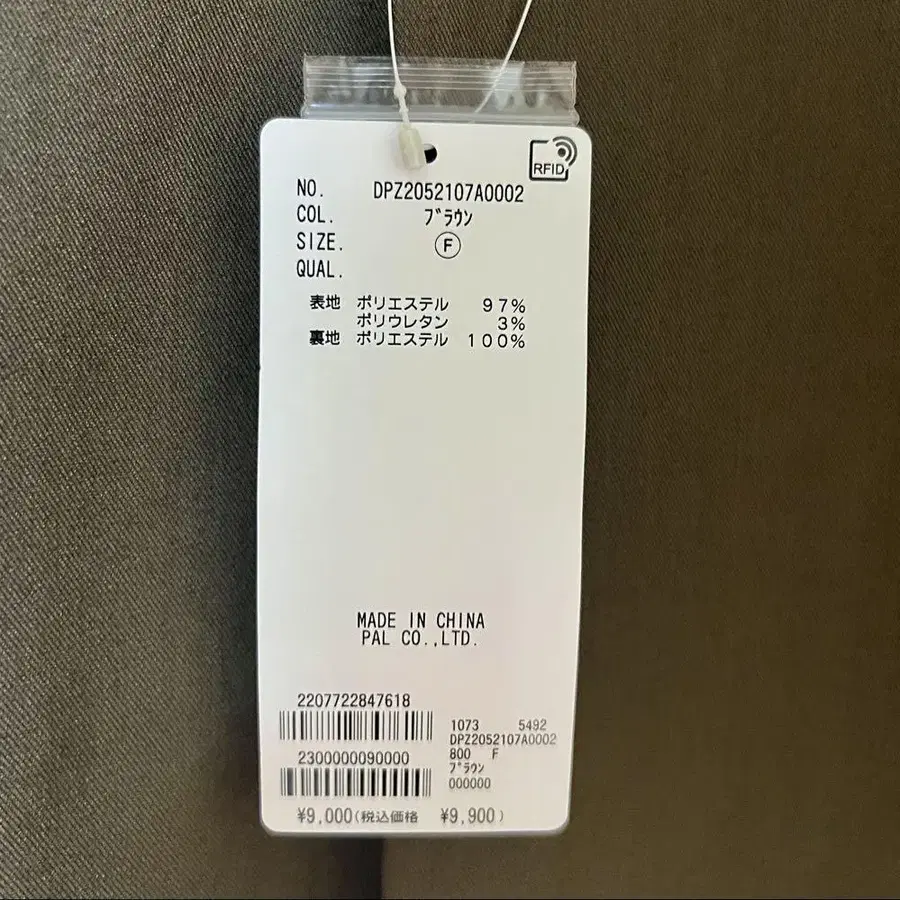 RFID
NO. DPZ2052107A0002
COL. ﾌﾞﾗｳﾝ
SIZE. Ⓕ
QUAL.
表地 ポリエステル 97%
ポリウレタン 3%
裏地 ポリエステル 100%
MADE IN CHINA
PAL CO.,LTD.
2207722847618
2300000090000
1073 5492
DPZ2052107A0002
800 F
ﾌﾞﾗｳﾝ
000000
¥9,000(税込価格 ¥9,900)